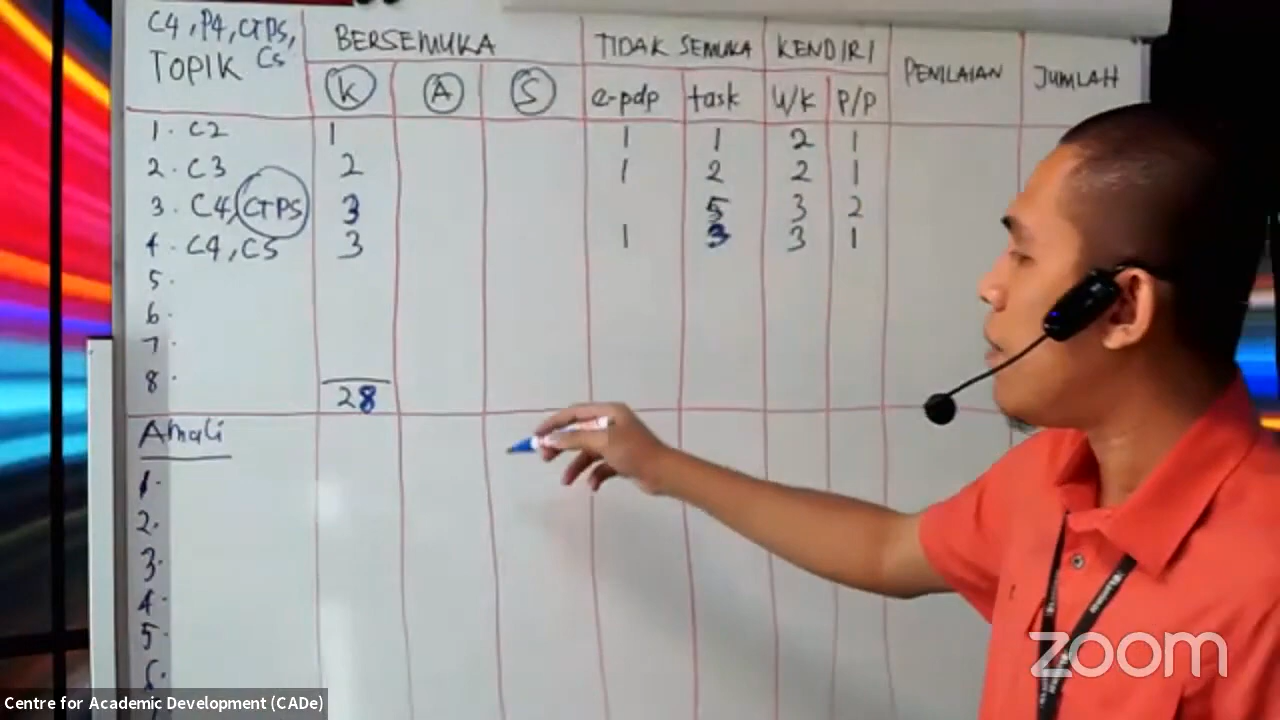 C4, P4, CTPS, BERSEMUKA TIDAK SEMUKA KENDIRI PENILAIAN JUMLAH
TOPIK CS K A S e-pdp task U/K P/P
1. C2 1 1 1 2 1
2. C3 2 1 2 2 1
3. C4, CTPS 3 5 3 2
4. C4, C5 3 1 3 3 1
5.
6.
7.
8.
28
Amali
1.
2.
3.
4.
5.
6.
zoom
Centre for Academic Development (CADe)